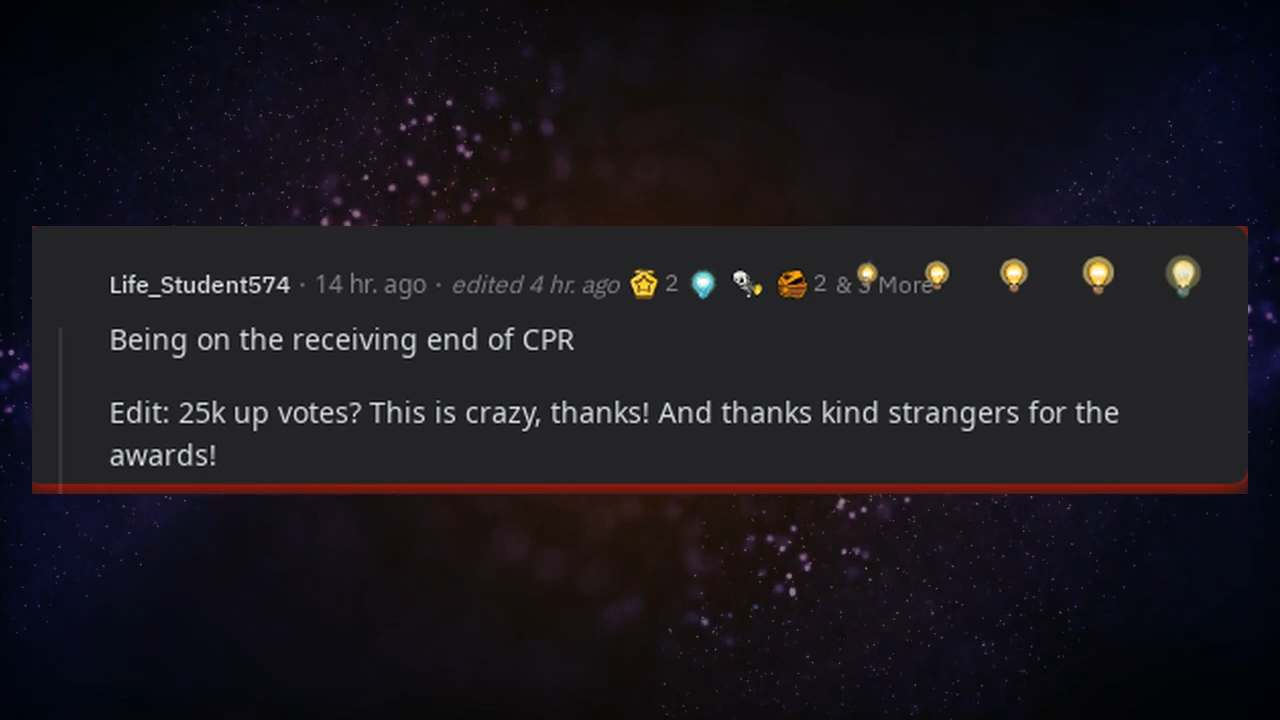 Life_Student574 · 14 hr. ago · edited 4 hr. ago 2 2 & 3 More
Being on the receiving end of CPR
Edit: 25k up votes? This is crazy, thanks! And thanks kind strangers for the
awards!